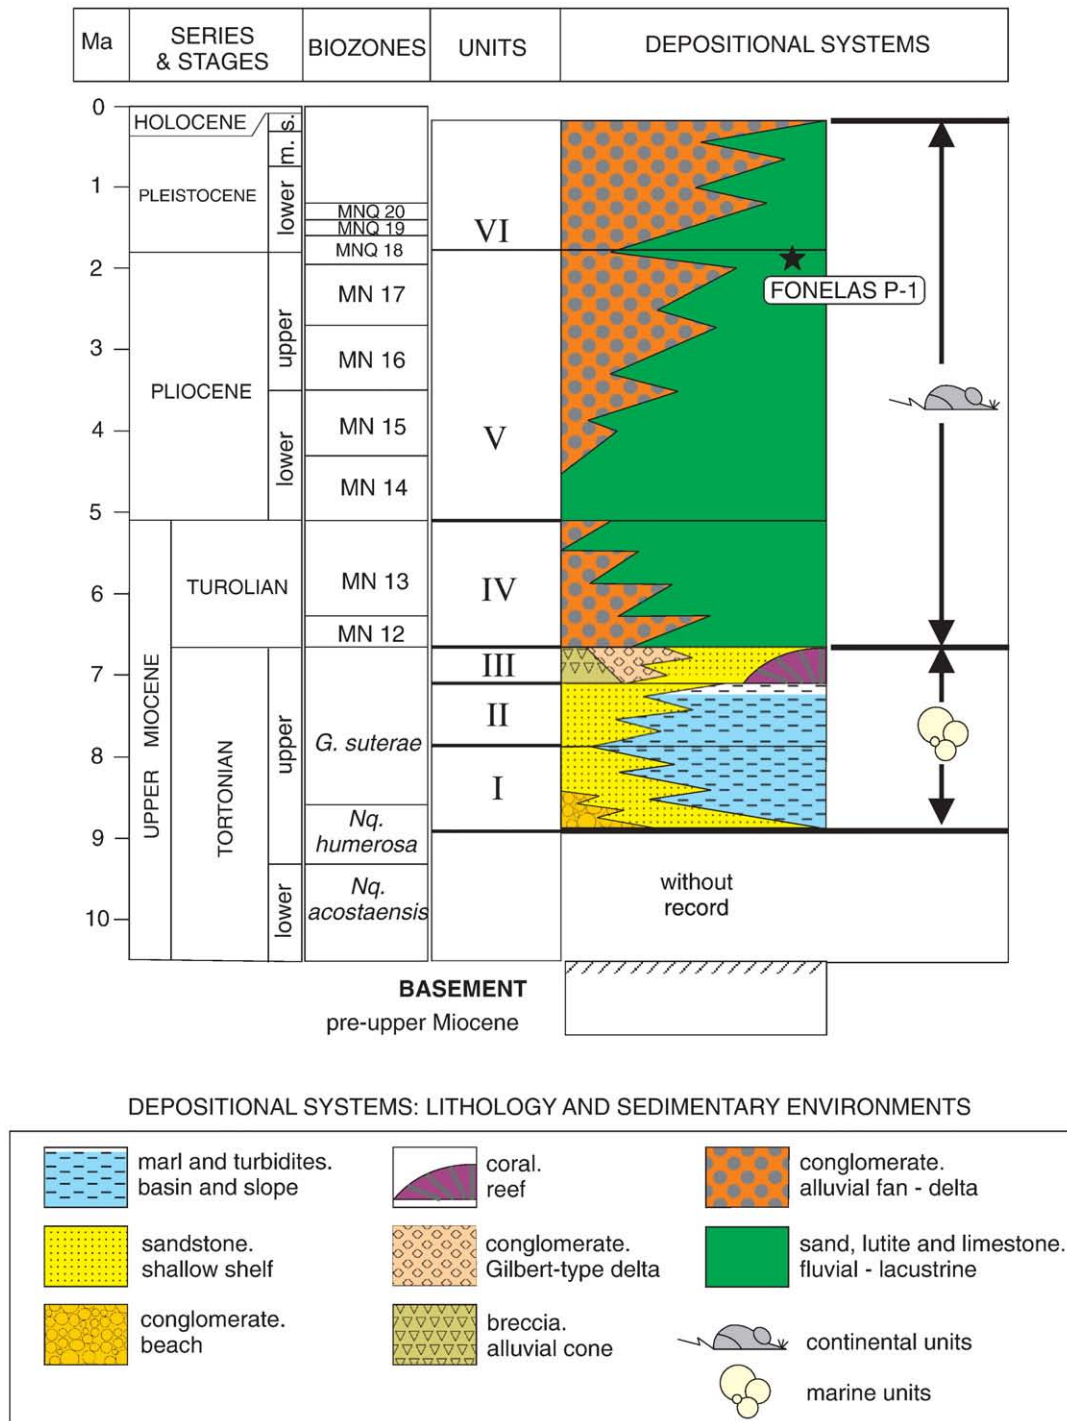 Ma
SERIES
& STAGES
BIOZONES
UNITS
DEPOSITIONAL SYSTEMS
0
1
2
3
4
5
6
7
8
9
10
HOLOCENE
PLEISTOCENE
PLIOCENE
UPPER MIOCENE
TUROLIAN
TORTONIAN
s.
m.
lower
upper
lower
upper
lower
MNQ 20
MNQ 19
MNQ 18
MN 17
MN 16
MN 15
MN 14
MN 13
MN 12
G. suterae
Nq.
humerosa
Nq.
acostaensis
VI
V
IV
III
II
I
FONELAS P-1
without
record
BASEMENT
pre-upper Miocene
DEPOSITIONAL SYSTEMS: LITHOLOGY AND SEDIMENTARY ENVIRONMENTS
marl and turbidites.
basin and slope
sandstone.
shallow shelf
conglomerate.
beach
coral.
reef
conglomerate.
Gilbert-type delta
breccia.
alluvial cone
conglomerate.
alluvial fan - delta
sand, lutite and limestone.
fluvial - lacustrine
continental units
marine units